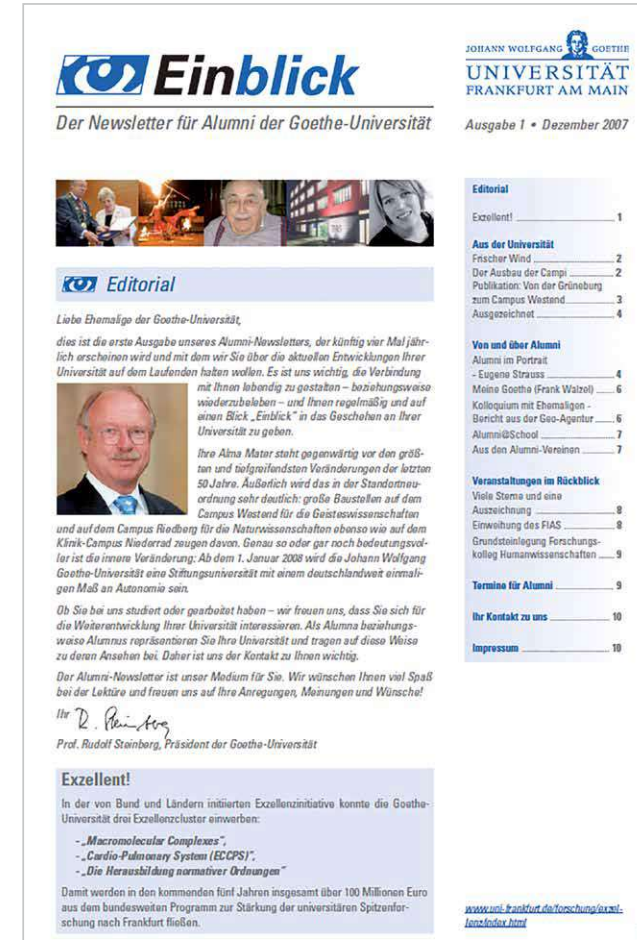 Einblick
Der Newsletter für Alumni der Goethe-Universität
JOHANN WOLFGANG GOETHE
UNIVERSITÄT
FRANKFURT AM MAIN
Ausgabe 1 • Dezember 2007
Editorial
Liebe Ehemalige der Goethe-Universität,
dies ist die erste Ausgabe unseres Alumni-Newsletters, der künftig vier Mal jähr-
lich erscheinen wird und mit dem wir Sie über die aktuellen Entwicklungen Ihrer
Universität auf dem Laufenden halten wollen. Es ist uns wichtig, die Verbindung
mit Ihnen lebendig zu gestalten – beziehungsweise
wiederzubeleben – und Ihnen regelmäßig und auf
einen Blick „Einblick" in das Geschehen an Ihrer
Universität zu geben.
Ihre Alma Mater steht gegenwärtig vor den größ-
ten und tiefgreifendsten Veränderungen der letzten
50 Jahre. Äußerlich wird das in der Standortneu-
ordnung sehr deutlich: große Baustellen auf dem
Campus Westend für die Geisteswissenschaften
und auf dem Campus Riedberg für die Naturwissenschaften ebenso wie auf dem
Klinik-Campus Niederrad zeugen davon. Genau so oder gar noch bedeutungsvol-
ler ist die innere Veränderung: Ab dem 1. Januar 2008 wird die Johann Wolfgang
Goethe-Universität eine Stiftungsuniversität mit einem deutschlandweit einmali-
gen Maß an Autonomie sein.
Ob Sie bei uns studiert oder gearbeitet haben – wir freuen uns, dass Sie sich für
die Weiterentwicklung Ihrer Universität interessieren. Als Alumna beziehungs-
weise Alumnus repräsentieren Sie Ihre Universität und tragen auf diese Weise
zu deren Ansehen bei. Daher ist uns der Kontakt zu Ihnen wichtig.
Der Alumni-Newsletter ist unser Medium für Sie. Wir wünschen Ihnen viel Spaß
bei der Lektüre und freuen uns auf Ihre Anregungen, Meinungen und Wünsche!
Ihr R. Steinberg
Prof. Rudolf Steinberg, Präsident der Goethe-Universität
Exzellent!
In der von Bund und Ländern initiierten Exzellenzinitiative konnte die Goethe-
Universität drei Exzellenzcluster einwerben:
- „Macromolecular Complexes",
- „Cardio-Pulmonary System (ECCPS)",
- „Die Herausbildung normativer Ordnungen"
Damit werden in den kommenden fünf Jahren insgesamt über 100 Millionen Euro
aus dem bundesweiten Programm zur Stärkung der universitären Spitzenfor-
schung nach Frankfurt fließen.
Editorial
Exzellent! 1
Aus der Universität
Frischer Wind 2
Der Ausbau der Campi 2
Publikation: Von der Grüneburg
zum Campus Westend 3
Ausgezeichnet 4
Von und über Alumni
Alumni im Portrait
- Eugene Strauss 4
Meine Goethe (Frank Walzel) 6
Kolloquium mit Ehemaligen -
Bericht aus der Geo-Agentur 6
Alumni@School 7
Aus den Alumni-Vereinen 7
Veranstaltungen im Rückblick
Viele Sterne und eine
Auszeichnung 8
Einweihung des FIAS 8
Grundsteinlegung Forschungs-
kolleg Humanwissenschaften 9
Termine für Alumni 9
Ihr Kontakt zu uns 10
Impressum 10
www.uni-frankfurt.de/forschung/exzel-
lenz/index.html